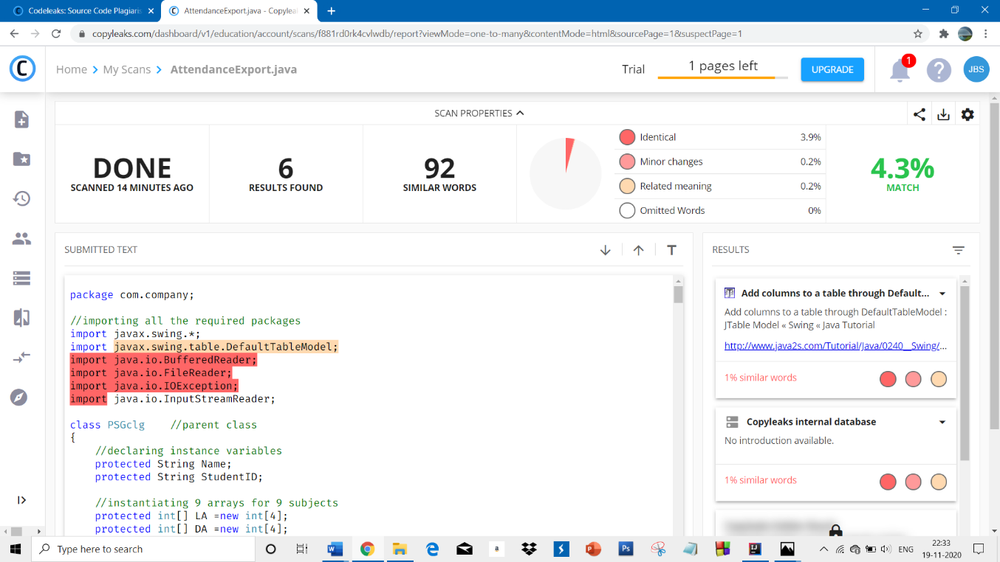 Codeleaks: Source Code Plagiaris
AttendanceExport.java - Copyleak
copyleaks.com/dashboard/v1/education/account/scans/f881rd0rk4cvlwdb/report?viewMode=one-to-many&contentMode=html&sourcePage=1&suspectPage=1
Home > My Scans > AttendanceExport.java
Trial
1 pages left
UPGRADE
1
JBS
SCAN PROPERTIES
DONE
SCANNED 14 MINUTES AGO
6
RESULTS FOUND
92
SIMILAR WORDS
Identical 3.9%
Minor changes 0.2%
Related meaning 0.2%
Omitted Words 0%
4.3%
MATCH
SUBMITTED TEXT
package com.company;
//importing all the required packages
import javax.swing.*;
import javax.swing.table.DefaultTableModel;
import java.io.BufferedReader;
import java.io.FileReader;
import java.io.IOException;
import java.io.InputStreamReader;
class PSGclg //parent class
{
//declaring instance variables
protected String Name;
protected String StudentID;
//instantiating 9 arrays for 9 subjects
protected int[] LA =new int[4];
protected int[] DA =new int[4];
RESULTS
Add columns to a table through Default...
Add columns to a table through DefaultTableModel :
JTable Model « Swing « Java Tutorial
http://www.java2s.com/Tutorial/Java/0240__Swing/...
1% similar words
Copyleaks internal database
No introduction available.
1% similar words
Type here to search
ENG
22:33
19-11-2020